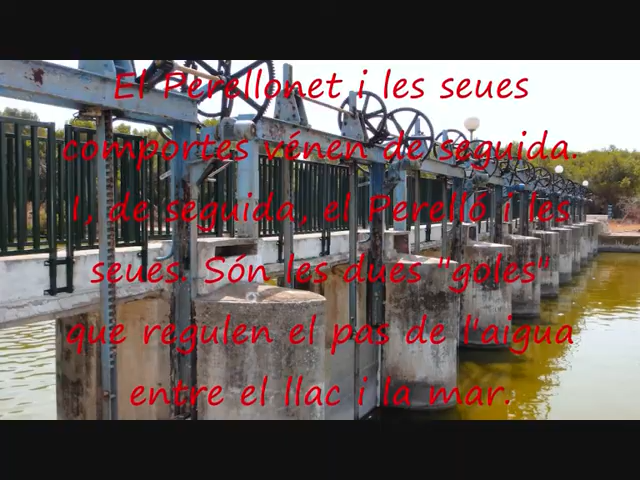 El Perellonet i les seues
comportes vénen de seguida.
I, de seguida, el Perelló i les
seues. Són les dues "goles"
que regulen el pas de l'aigua
entre el llac i la mar.